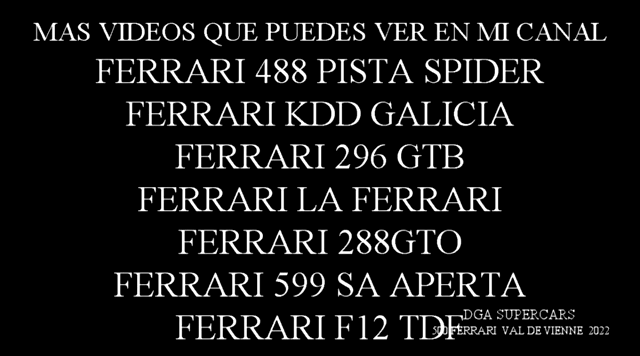 MAS VIDEOS QUE PUEDES VER EN MI CANAL
FERRARI 488 PISTA SPIDER
FERRARI KDD GALICIA
FERRARI 296 GTB
FERRARI LA FERRARI
FERRARI 288GTO
FERRARI 599 SA APERTA
FERRARI F12 TDF
DGA SUPERCARS
500 FERRARI VAL DE VIENNE 2022